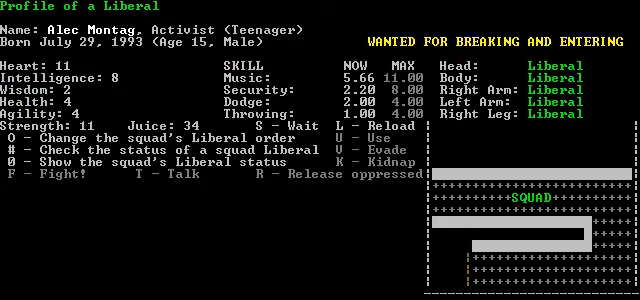 Profile of a Liberal
Name: Alec Montag, Activist (Teenager)
Born July 29, 1993 (Age 15, Male) WANTED FOR BREAKING AND ENTERING
Heart: 11 SKILL NOW MAX Head: Liberal
Intelligence: 8 Music: 5.66 11.00 Body: Liberal
Wisdom: 2 Security: 2.20 8.00 Right Arm: Liberal
Health: 4 Dodge: 2.00 4.00 Left Arm: Liberal
Agility: 4 Throwing: 1.00 4.00 Right Leg: Liberal
Strength: 11 Juice: 34 S - Wait L - Reload
O - Change the squad's Liberal order U - Use
# - Check the status of a squad Liberal V - Evade
0 - Show the squad's Liberal status K - Kidnap
F - Fight! T - Talk R - Release oppressed
SQUAD